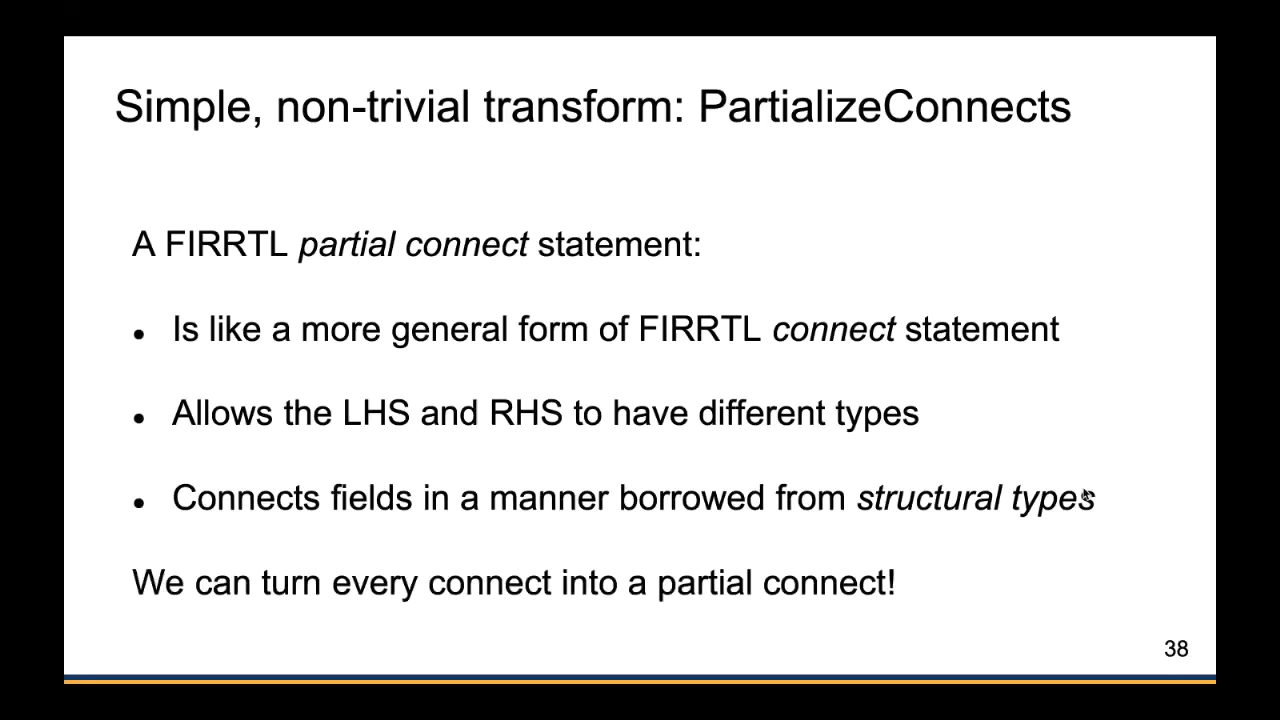 Simple, non-trivial transform: PartializeConnects
A FIRRTL partial connect statement:
• Is like a more general form of FIRRTL connect statement
• Allows the LHS and RHS to have different types
• Connects fields in a manner borrowed from structural types
We can turn every connect into a partial connect!
38